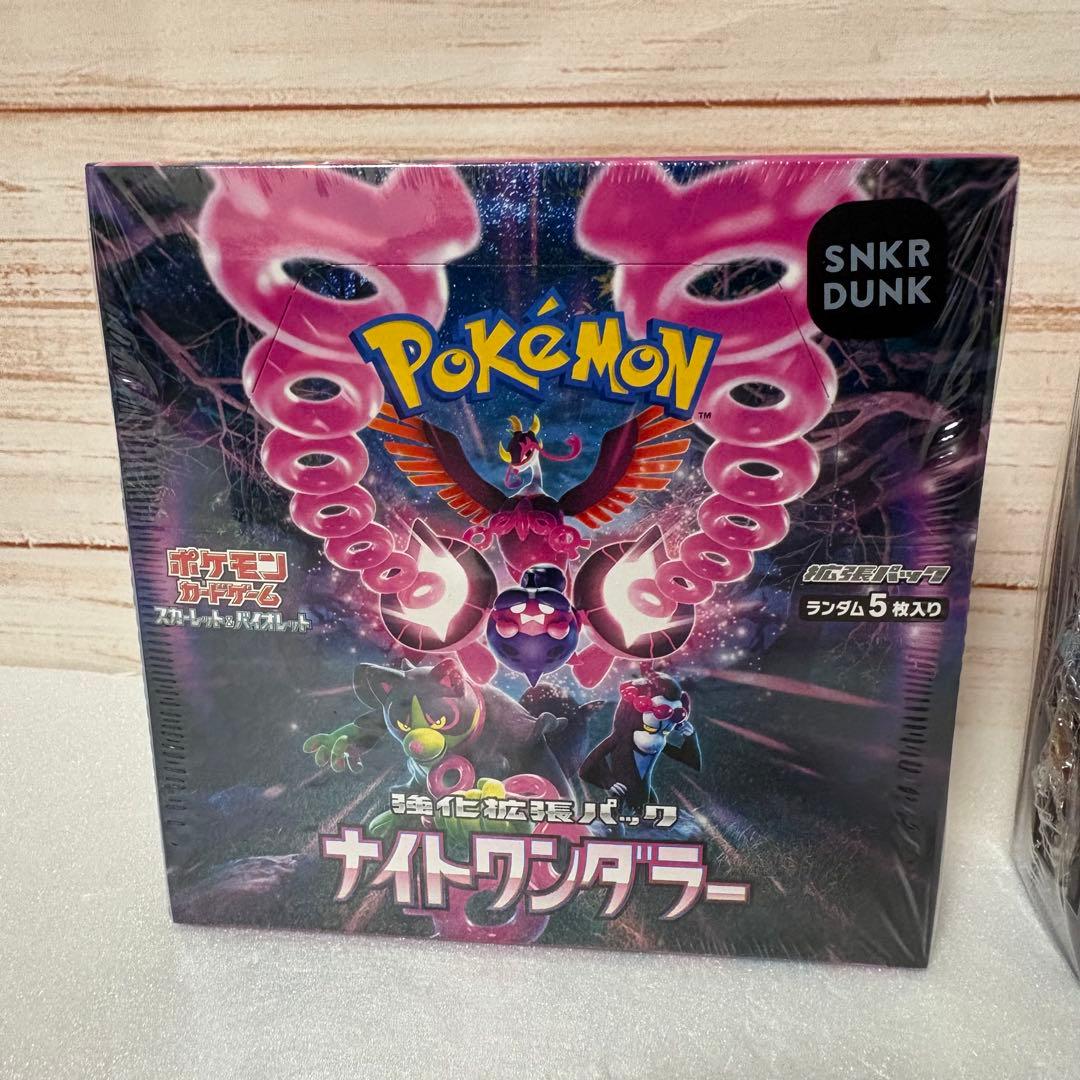 SNKR
DUNK
POKÉMON
TM
ポケモン
カードゲーム
スカーレット&バイオレット
拡張パック
ランダム5枚入り
強化拡張パック
ナイトワンダラー